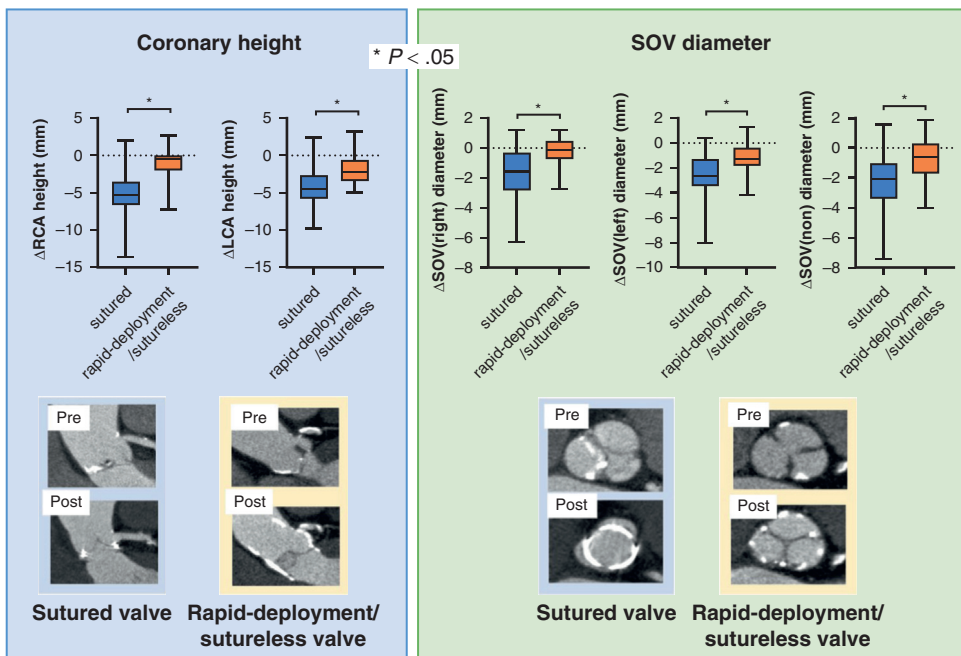 Coronary height
SOV diameter
* P < .05
ΔRCA height (mm)
5
0
−5
−10
−15
*
sutured
rapid-deployment
/sutureless
ΔLCA height (mm)
5
0
−5
−10
−15
*
sutured
rapid-deployment
/sutureless
ΔSOV(right) diameter (mm)
2
0
−2
−4
−6
−8
*
sutured
rapid-deployment
/sutureless
ΔSOV(left) diameter (mm)
2
0
−2
−4
−6
−8
−10
*
sutured
rapid-deployment
/sutureless
ΔSOV(non) diameter (mm)
2
0
−2
−4
−6
−8
*
sutured
rapid-deployment
/sutureless
Pre
Post
Sutured valve
Pre
Post
Rapid-deployment/
sutureless valve
Pre
Post
Sutured valve
Pre
Post
Rapid-deployment/
sutureless valve